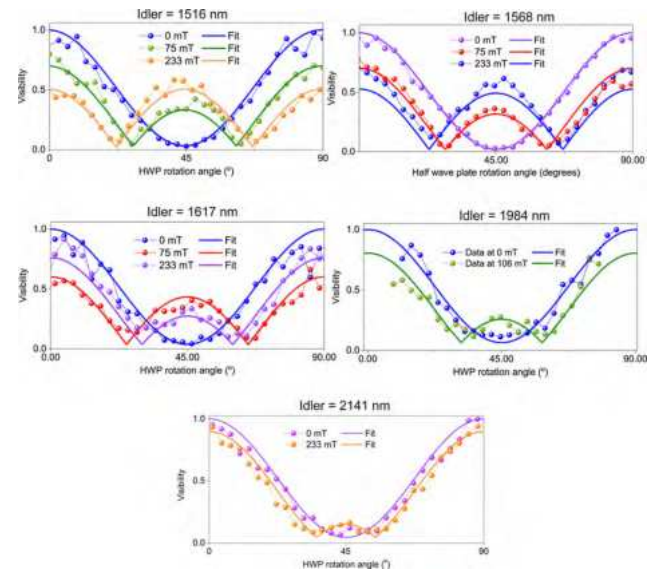 Idler = 1516 nm
1.0
0 mT Fit
75 mT Fit
233 mT Fit
Visibility
0.5
0.0
0 45 90
HWP rotation angle (º)
Idler = 1568 nm
1.0
0 mT Fit
75 mT Fit
233 mT Fit
Visibility
0.5
0.0
0.00 45.00 90.00
Half wave plate rotation angle (degrees)
Idler = 1617 nm
1.0
0 mT Fit
75 mT Fit
233 mT Fit
Visibility
0.5
0.0
0.00 45.00 90.00
HWP rotation angle (º)
Idler = 1984 nm
1.0
Data at 0 mT Fit
Data at 106 mT Fit
Visibility
0.5
0.0
0.00 45.00 90.00
HWP rotation angle (º)
Idler = 2141 nm
1.0
0 mT Fit
233 mT Fit
Visibility
0.5
0.0
0 45 90
HWP rotation angle (º)